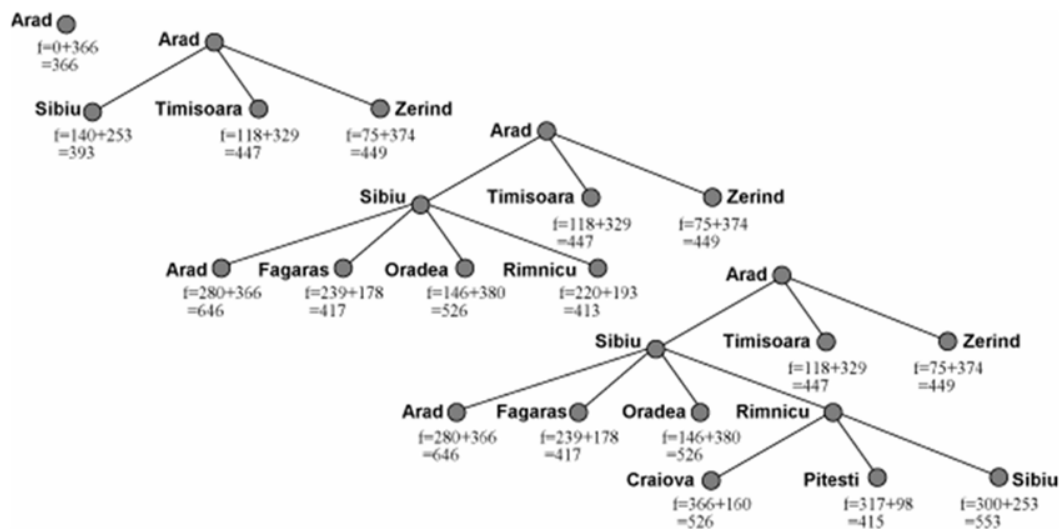 Arad
f=0+366
=366
Arad
Sibiu Timisoara Zerind
f=140+253 f=118+329 f=75+374
=393 =447 =449
Arad
Sibiu Timisoara Zerind
f=118+329 f=75+374
=447 =449
Arad Fagaras Oradea Rimnicu
f=280+366 f=239+178 f=146+380 f=220+193
=646 =417 =526 =413
Arad
Sibiu Timisoara Zerind
f=118+329 f=75+374
=447 =449
Arad Fagaras Oradea Rimnicu
f=280+366 f=239+178 f=146+380
=646 =417 =526
Craiova Pitesti Sibiu
f=366+160 f=317+98 f=300+253
=526 =415 =553